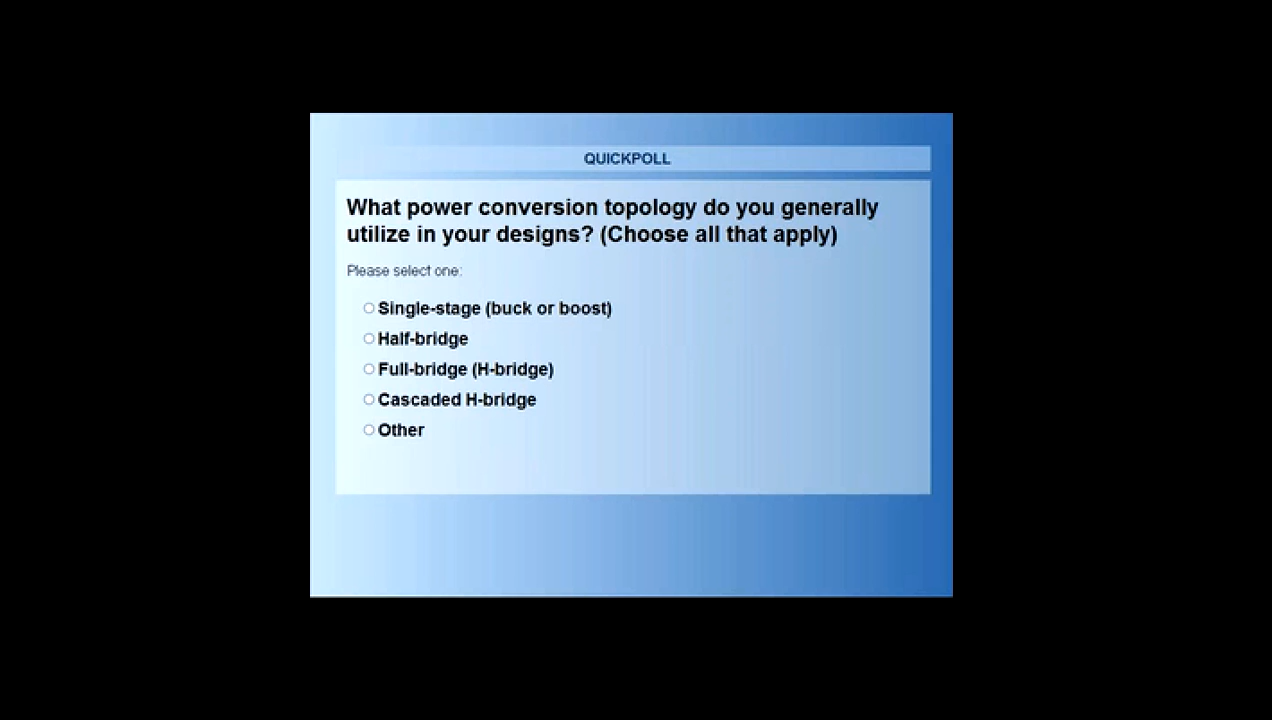 QUICKPOLL
What power conversion topology do you generally
utilize in your designs? (Choose all that apply)
Please select one:
Single-stage (buck or boost)
Half-bridge
Full-bridge (H-bridge)
Cascaded H-bridge
Other